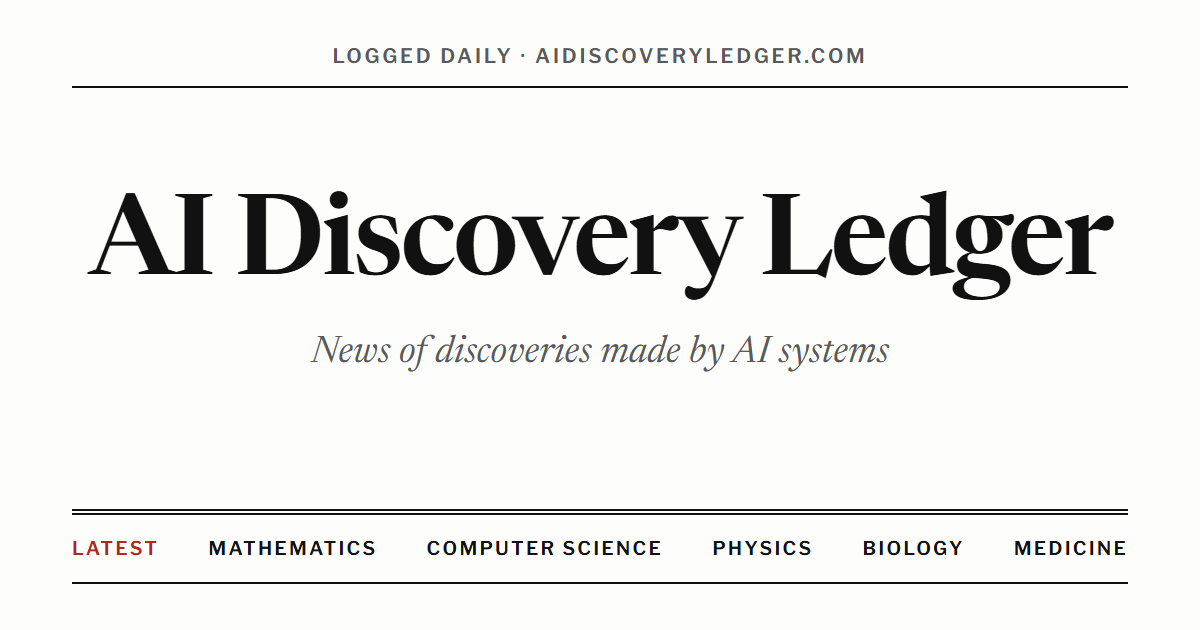 LOGGED DAILY · AIDISCOVERYLEDGER.COM
AI Discovery Ledger
News of discoveries made by AI systems
LATEST MATHEMATICS COMPUTER SCIENCE PHYSICS BIOLOGY MEDICINE